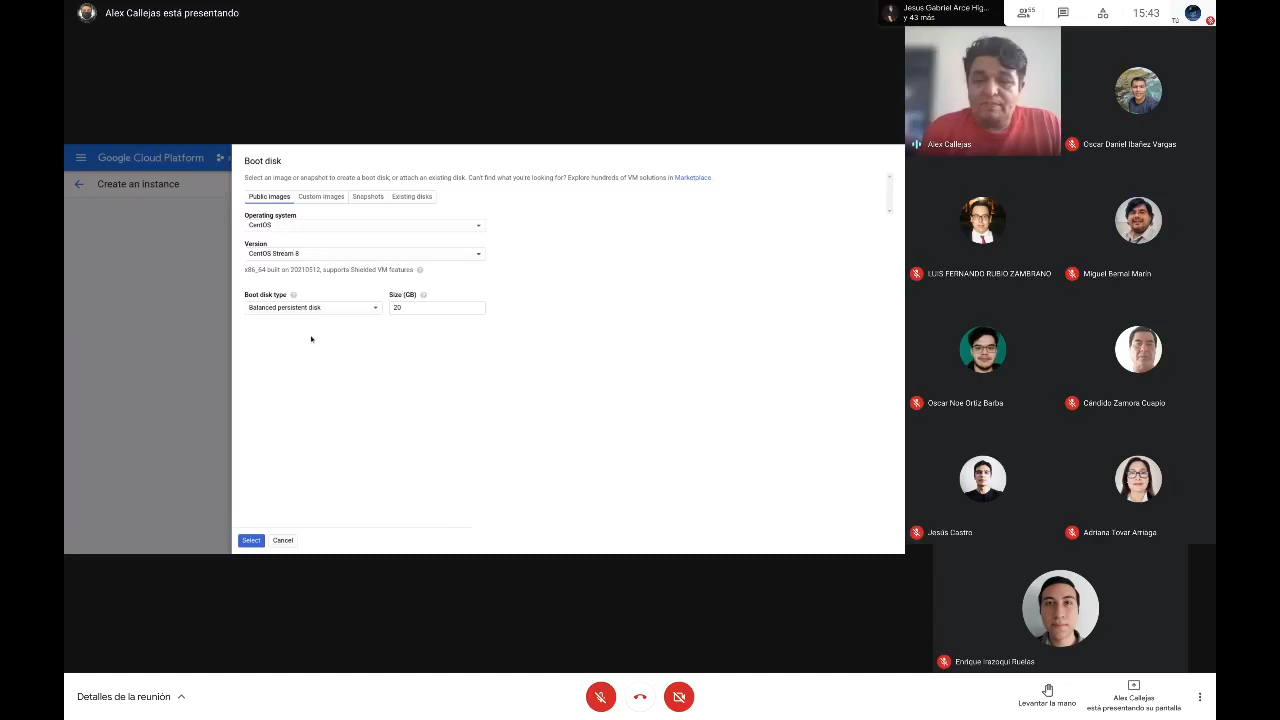 Alex Callejas está presentando
Jesus Gabriel Arce Hig...
y 43 más
55
15:43
Tú
Google Cloud Platform
Create an instance
Boot disk
Select an image or snapshot to create a boot disk; or attach an existing disk. Can't find what you're looking for? Explore hundreds of VM solutions in Marketplace.
Public images
Custom images
Snapshots
Existing disks
Operating system
CentOS
Version
CentOS Stream 8
x86_64 built on 20210512, supports Shielded VM features
Boot disk type
Size (GB)
Balanced persistent disk
20
Select
Cancel
Alex Callejas
Oscar Daniel Ibañez Vargas
LUIS FERNANDO RUBIO ZAMBRANO
Miguel Bernal Marín
Oscar Noe Ortiz Barba
Cándido Zamora Cuapio
Jesús Castro
Adriana Tovar Arriaga
Enrique Irazoqui Ruelas
Detalles de la reunión
Levantar la mano
Alex Callejas
está presentando su pantalla